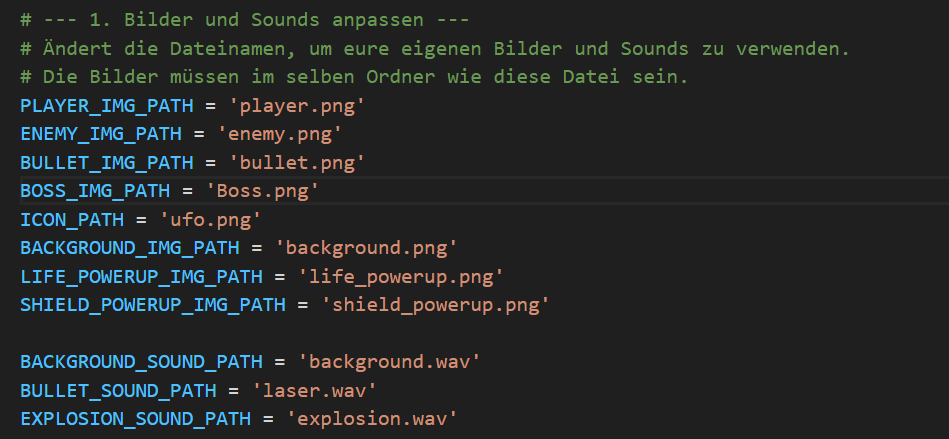 # --- 1. Bilder und Sounds anpassen ---
# Ändert die Dateinamen, um eure eigenen Bilder und Sounds zu verwenden.
# Die Bilder müssen im selben Ordner wie diese Datei sein.
PLAYER_IMG_PATH = 'player.png'
ENEMY_IMG_PATH = 'enemy.png'
BULLET_IMG_PATH = 'bullet.png'
BOSS_IMG_PATH = 'Boss.png'
ICON_PATH = 'ufo.png'
BACKGROUND_IMG_PATH = 'background.png'
LIFE_POWERUP_IMG_PATH = 'life_powerup.png'
SHIELD_POWERUP_IMG_PATH = 'shield_powerup.png'
BACKGROUND_SOUND_PATH = 'background.wav'
BULLET_SOUND_PATH = 'laser.wav'
EXPLOSION_SOUND_PATH = 'explosion.wav'